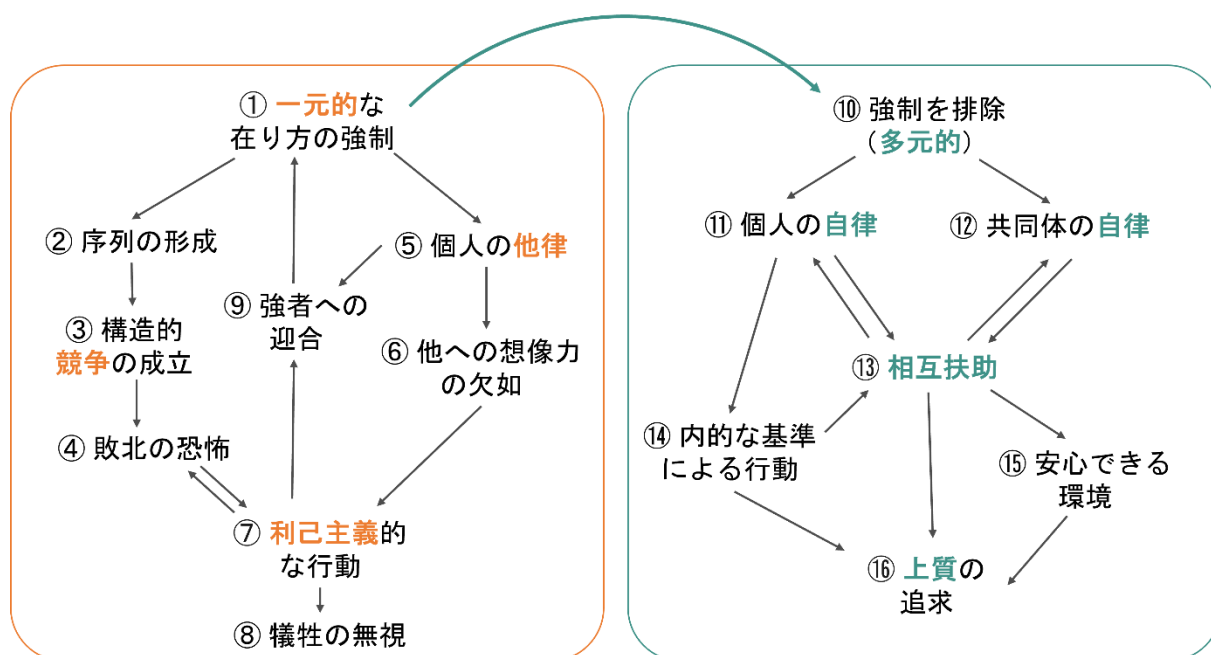 ① 一元的な
在り方の強制
② 序列の形成
③ 構造的
競争の成立
④ 敗北の恐怖
⑤ 個人の他律
⑥ 他への想像力
の欠如
⑦ 利己主義的
な行動
⑧ 犠牲の無視
⑨ 強者への
迎合
⑩ 強制を排除
（多元的）
⑪ 個人の自律
⑫ 共同体の自律
⑬ 相互扶助
⑭ 内的な基準
による行動
⑮ 安心できる
環境
⑯ 上質の
追求